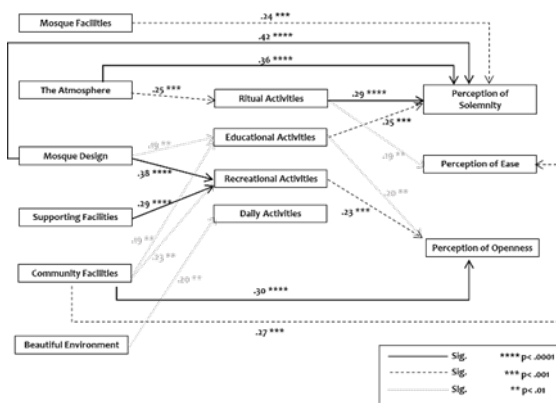 Mosque Facilities
.24 ***
.42 ****
.36 ****
The Atmosphere
Perception of
Solemnity
.25 ***
Ritual Activities
.29 ****
Educational Activities
.25 ***
Mosque Design
.19 **
.19 **
Perception of Ease
.38 ****
Recreational Activities
.20 **
.29 ****
Supporting Facilities
Daily Activities
.23 ***
.19 **
.23 **
Perception of Openness
Community Facilities
.20 **
.30 ****
.27 ***
Beautiful Environment
Sig. **** p< .0001
Sig. *** p< .001
Sig. ** p< .01